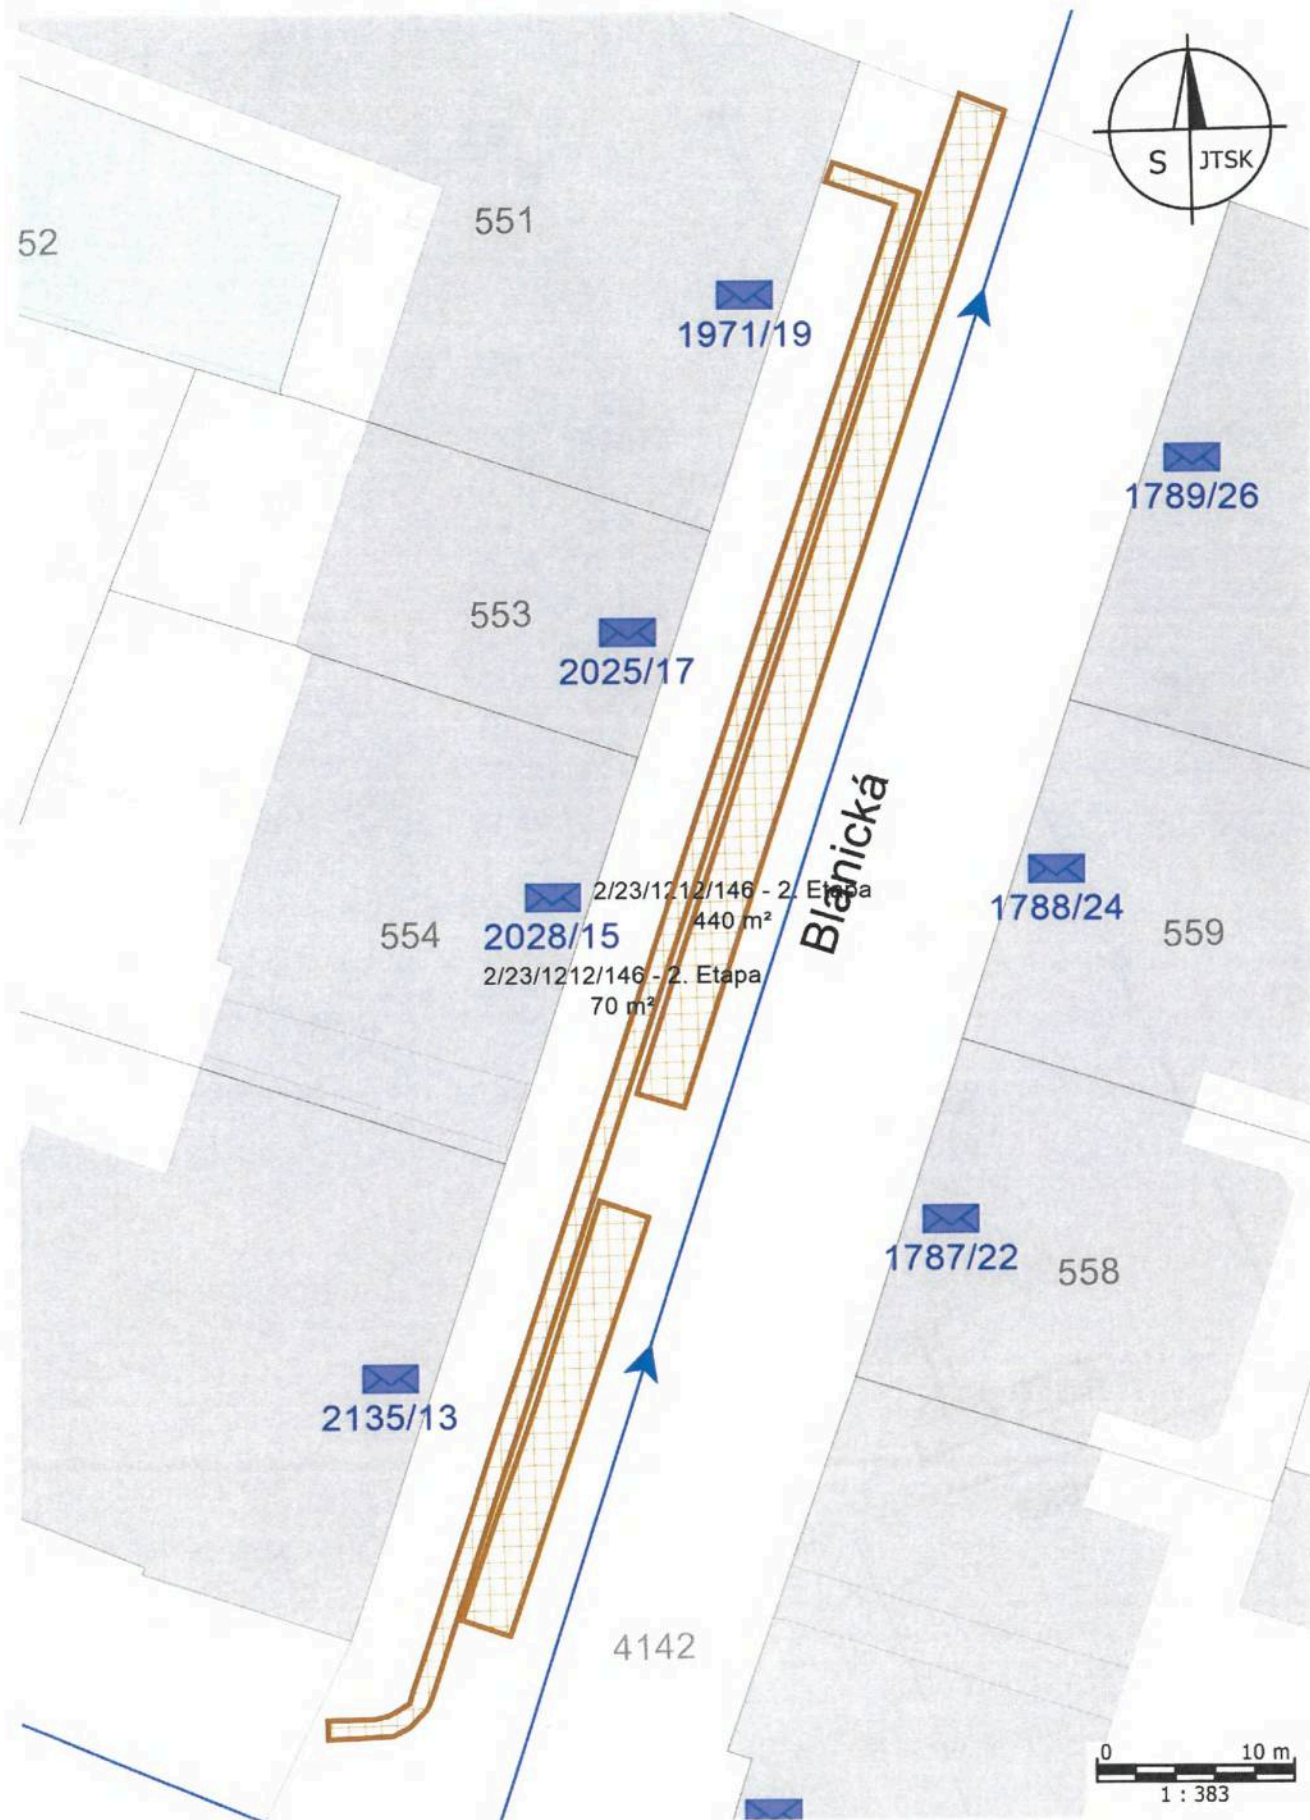 S JTSK
551
52
1971/19
1789/26
553
2025/17
Blanická
1788/24
2/23/1212/146 - 2. Etapa
440 m²
554
2028/15
559
2/23/1212/146 - 2. Etapa
70 m²
1787/22
558
2135/13
4142
0 10 m
1 : 383